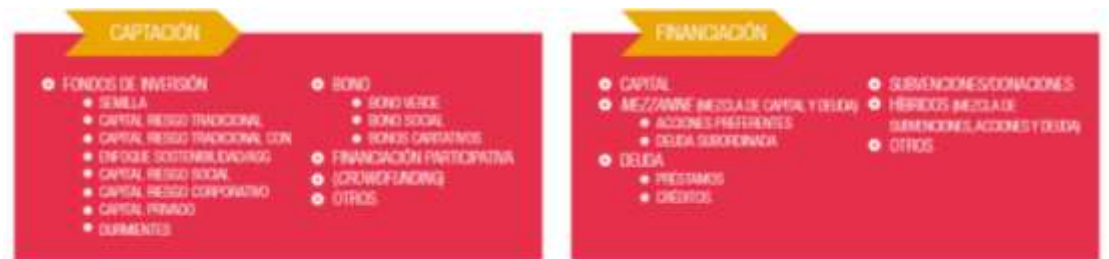 CAPTACIÓN
FONDOS DE INVERSIÓN
SEMILLA
CAPITAL RIESGO TRADICIONAL
CAPITAL RIESGO TRADICIONAL CON
ENFOQUE SOSTENIBILIDAD/ASG
CAPITAL RIESGO SOCIAL
CAPITAL RIESGO CORPORATIVO
CAPITAL PRIVADO
DURMIENTES
BONO
BONO VERDE
BONO SOCIAL
BONOS CARITATIVOS
FINANCIACIÓN PARTICIPATIVA
(CROWDFUNDING)
OTROS
FINANCIACIÓN
CAPITAL
MEZZANINE (MEZCLA DE CAPITAL Y DEUDA)
ACCIONES PREFERENTES
DEUDA SUBORDINADA
DEUDA
PRÉSTAMOS
CRÉDITOS
SUBVENCIONES/DONACIONES
HÍBRIDOS (MEZCLA DE
SUBVENCIONES, ACCIONES Y DEUDA)
OTROS